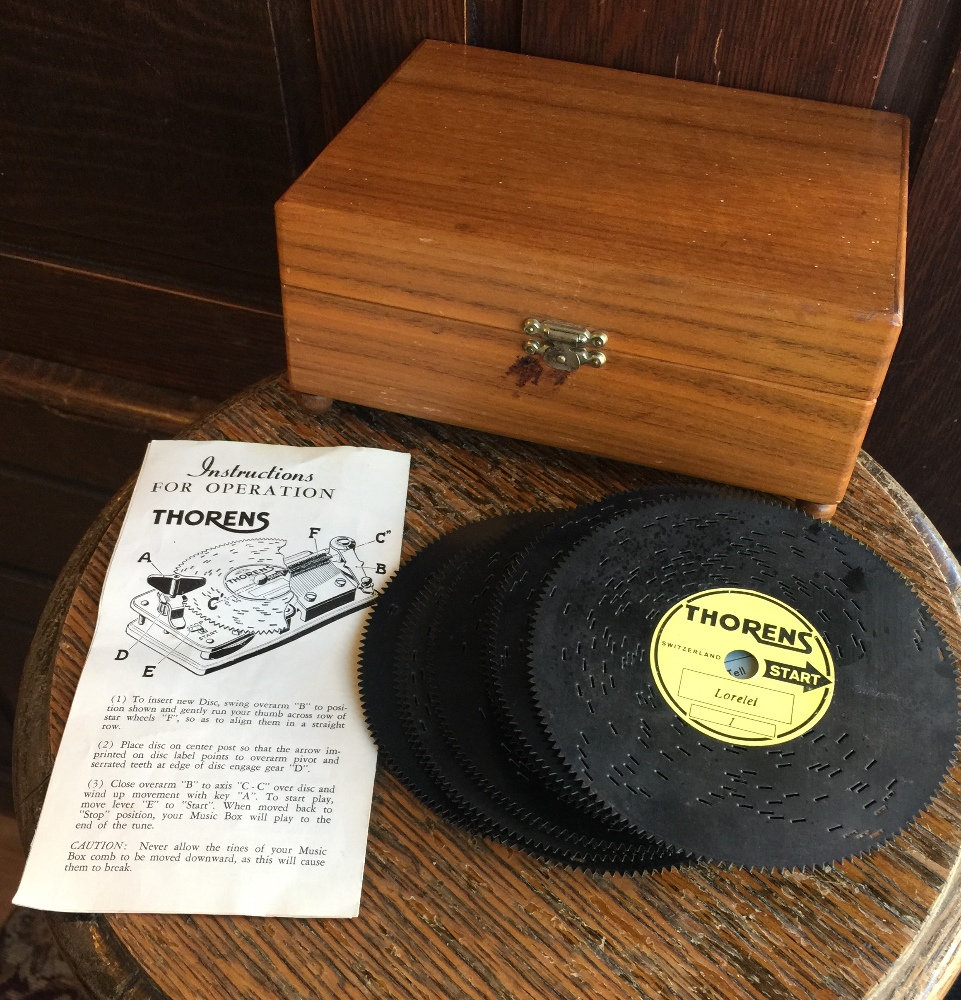 Instructions
FOR OPERATION
THORENS
A
F
C"
B
THORENS
C'
D
E
(1) To insert new Disc, swing overarm "B" to posi-
tion shown and gently run your thumb across row of
star wheels "F", so as to align them in a straight
row.
(2) Place disc on center post so that the arrow im-
printed on disc label points to overarm pivot and
serrated teeth at edge of disc engage gear "D".
(3) Close overarm "B" to axis "C - C" over disc and
wind up movement with key "A". To start play,
move lever "E" to "Start". When moved back to
"Stop" position, your Music Box will play to the
end of the tune.
CAUTION: Never allow the tines of your Music
Box comb to be moved downward, as this will cause
them to break.
THORENS
SWITZERLAND
Tell
START
Lorelei
1